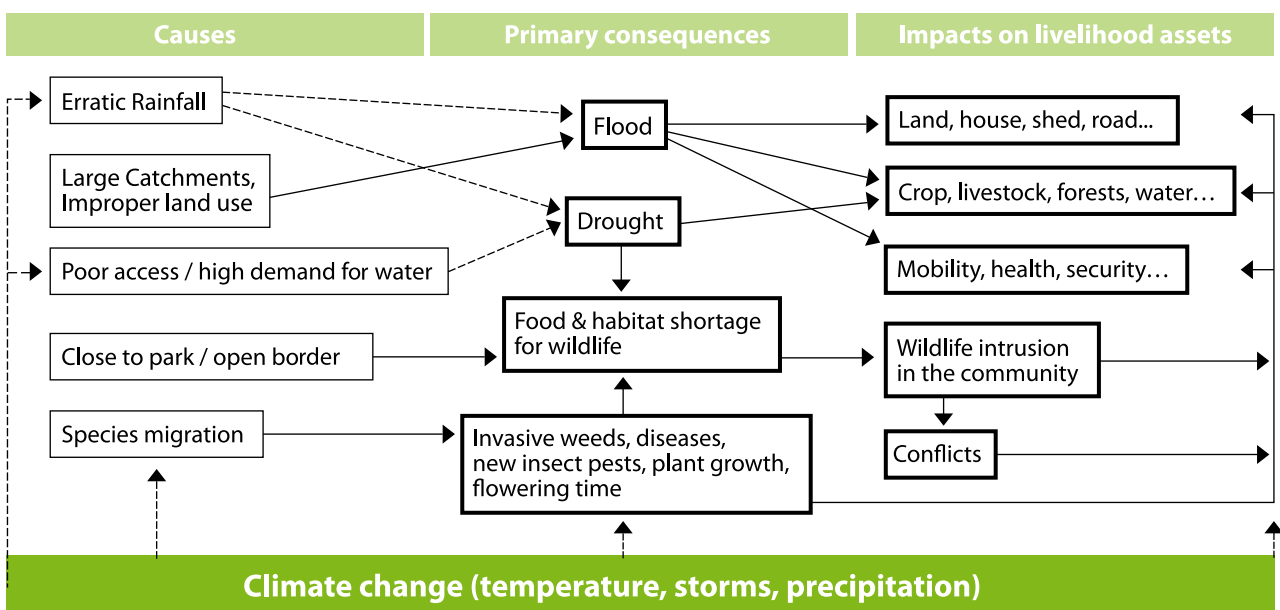 Causes
Primary consequences
Impacts on livelihood assets
Erratic Rainfall
Flood
Land, house, shed, road...
Large Catchments,
Improper land use
Crop, livestock, forests, water…
Drought
Poor access / high demand for water
Mobility, health, security…
Food & habitat shortage
for wildlife
Close to park / open border
Wildlife intrusion
in the community
Species migration
Invasive weeds, diseases,
new insect pests, plant growth,
flowering time
Conflicts
Climate change (temperature, storms, precipitation)